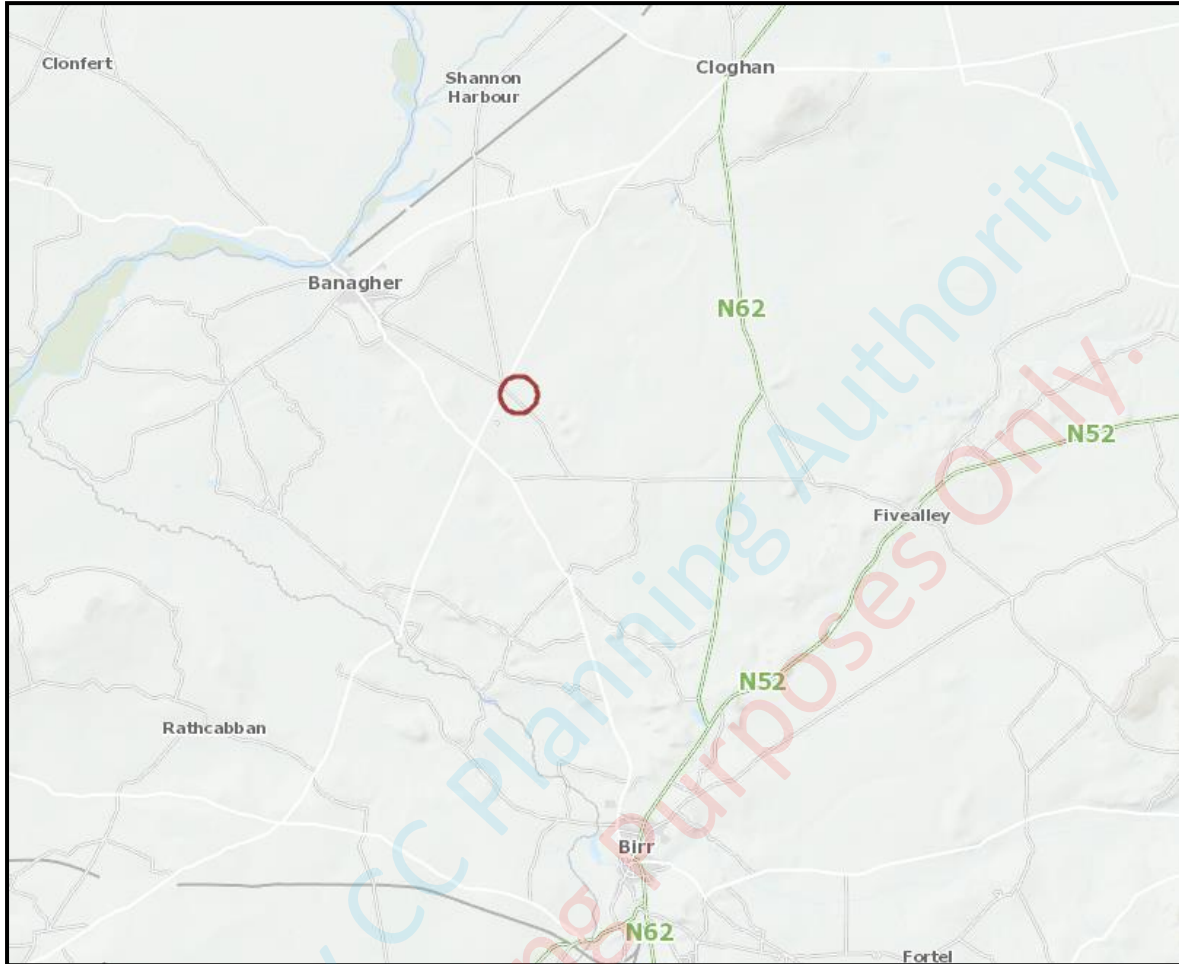 Clonfert
Cloghan
Shannon
Harbour
Banagher
N62
N52
Fivealley
N52
Rathcabban
Birr
N62
Fortel
CC Planning Authority
Purposes Only.